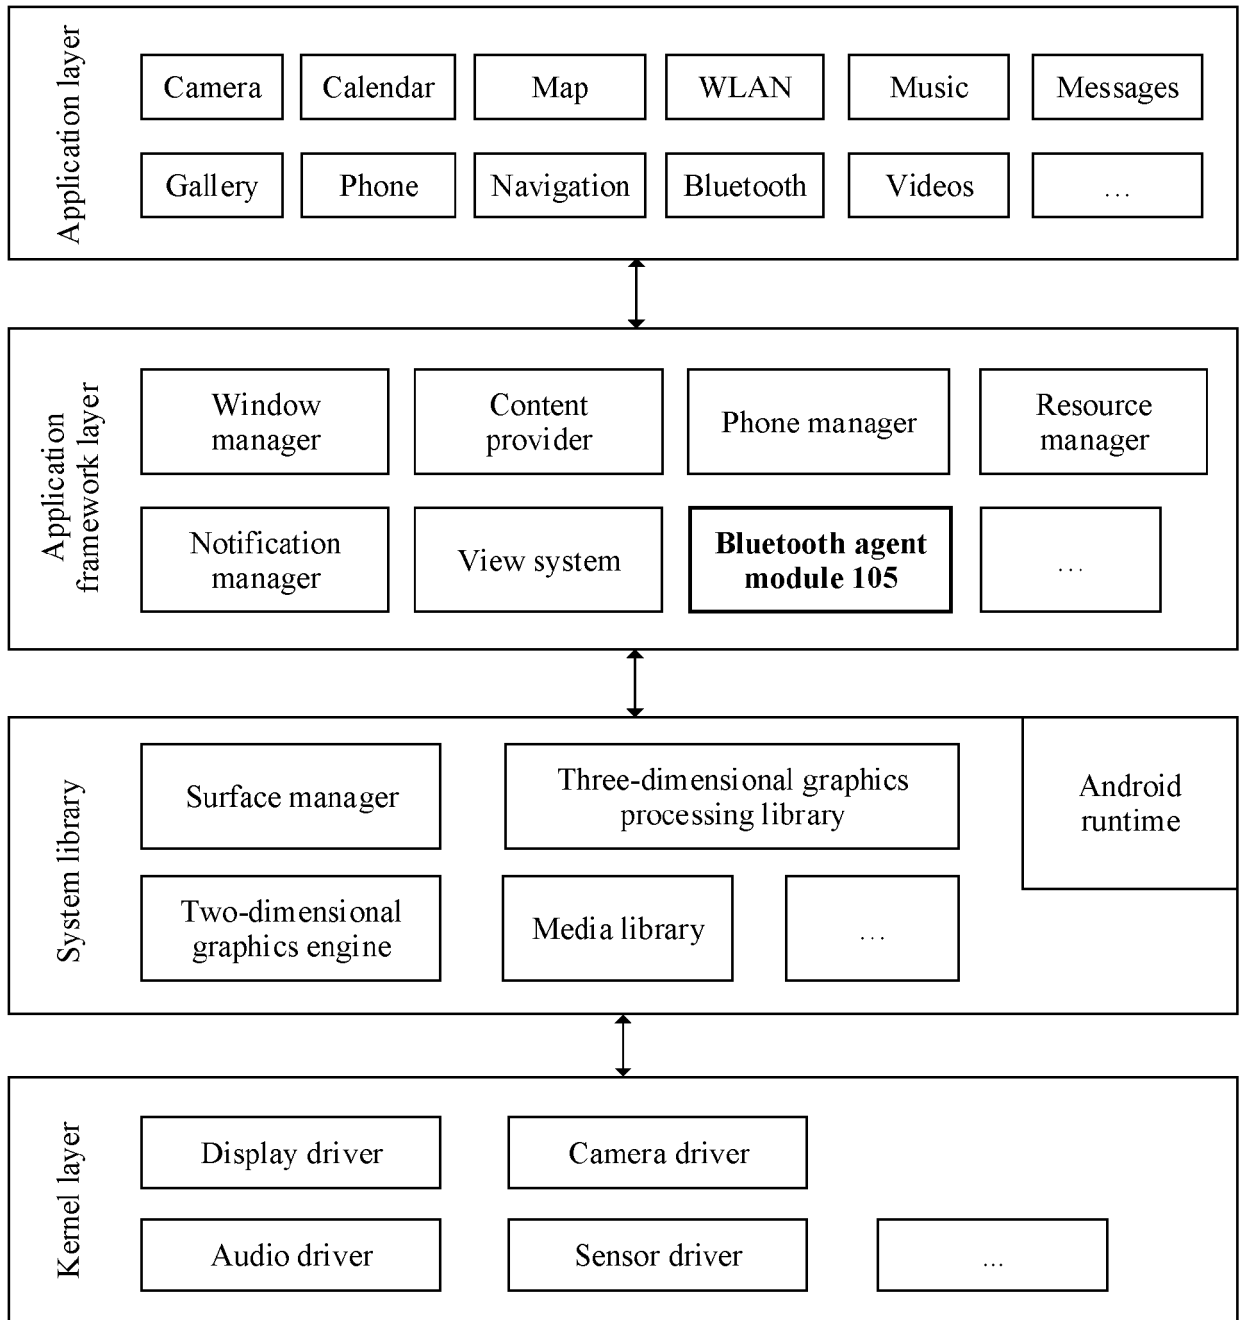 Application layer
Camera
Calendar
Map
WLAN
Music
Messages
Gallery
Phone
Navigation
Bluetooth
Videos
...
Application
framework layer
Window
manager
Content
provider
Phone manager
Resource
manager
Notification
manager
View system
Bluetooth agent
module 105
...
System library
Surface manager
Three-dimensional graphics
processing library
Android
runtime
Two-dimensional
graphics engine
Media library
...
Kernel layer
Display driver
Camera driver
Audio driver
Sensor driver
...